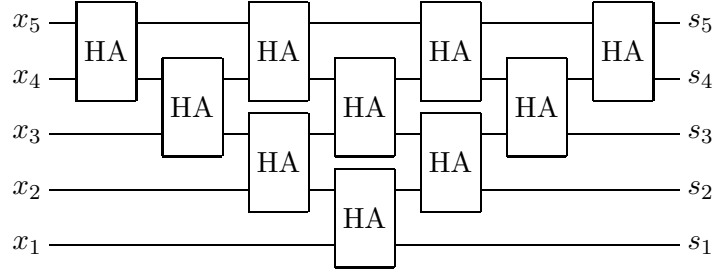 x₅ HA HA HA HA s₅
x₄ HA HA HA s₄
x₃ HA HA s₃
x₂ HA s₂
x₁ s₁